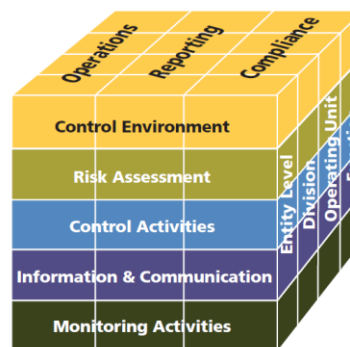 Operations
Reporting
Compliance
Control Environment
Risk Assessment
Control Activities
Information & Communication
Monitoring Activities
Entity Level
Division
Operating Unit